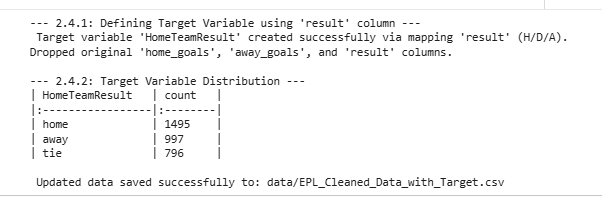 --- 2.4.1: Defining Target Variable using 'result' column ---
Target variable 'HomeTeamResult' created successfully via mapping 'result' (H/D/A).
Dropped original 'home_goals', 'away_goals', and 'result' columns.
--- 2.4.2: Target Variable Distribution ---
| HomeTeamResult | count |
|:-----------------|:--------|
| home | 1495 |
| away | 997 |
| tie | 796 |
Updated data saved successfully to: data/EPL_Cleaned_Data_with_Target.csv